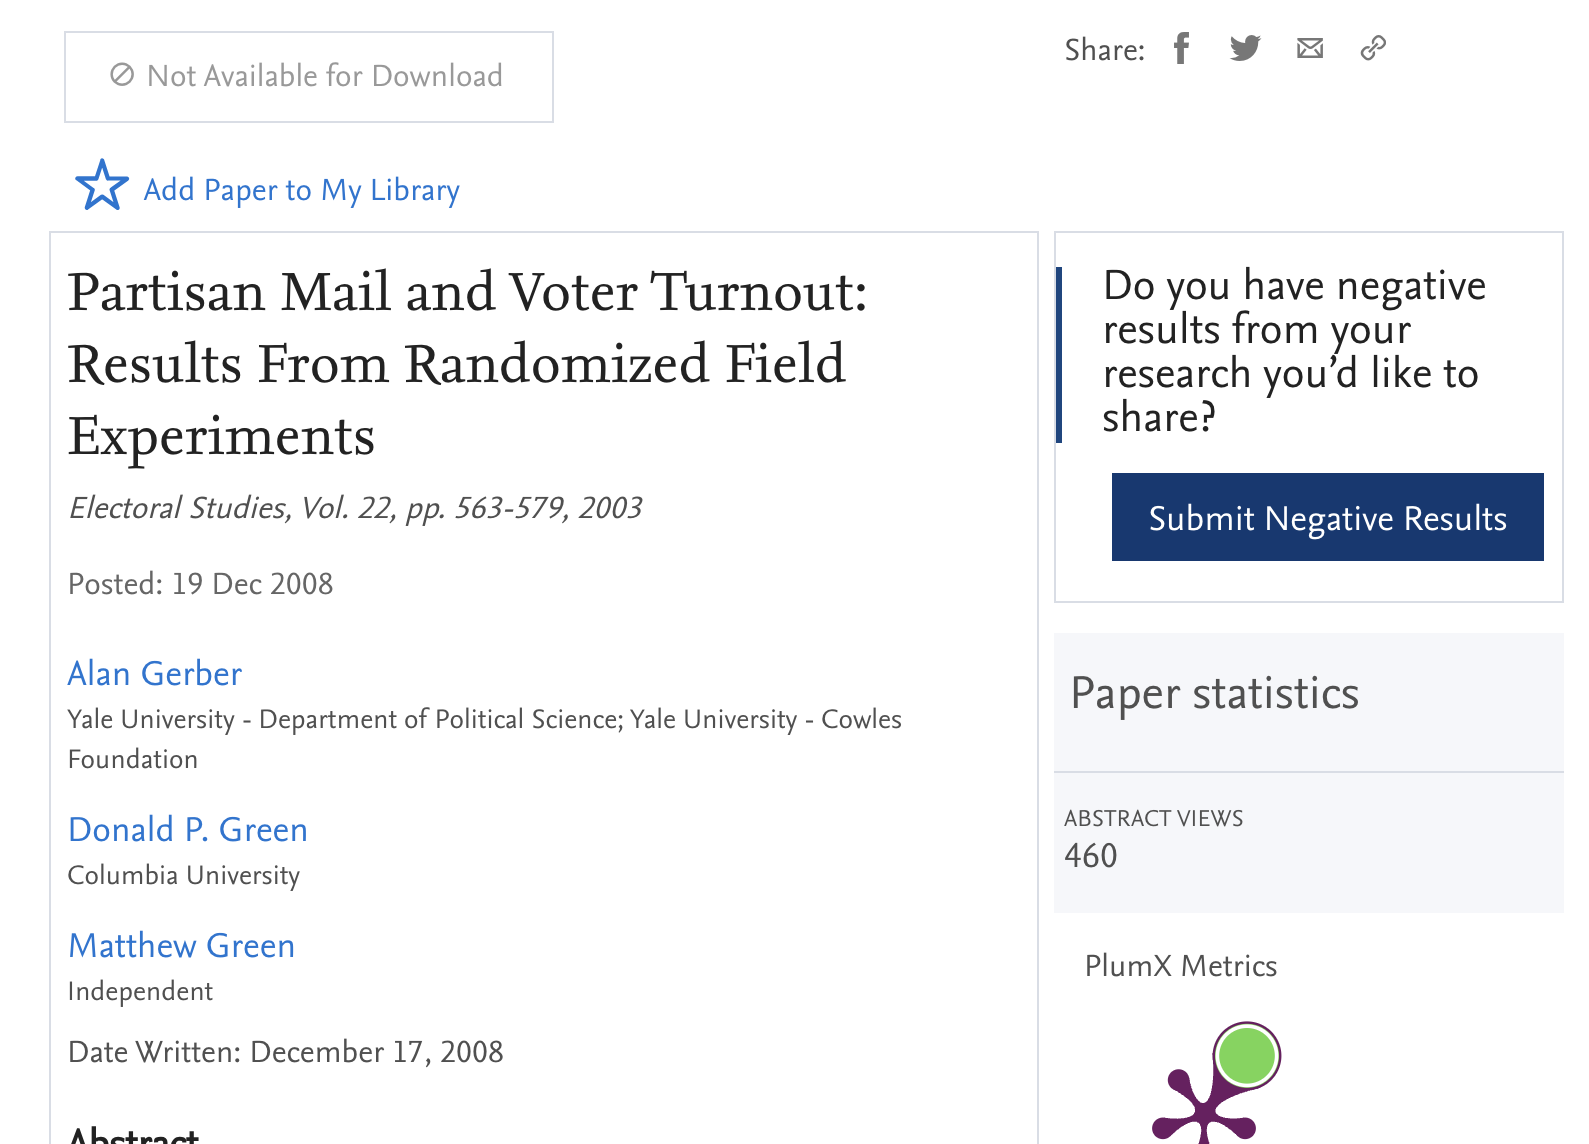 Not Available for Download
Share:
Add Paper to My Library
Partisan Mail and Voter Turnout:
Results From Randomized Field
Experiments
Electoral Studies, Vol. 22, pp. 563-579, 2003
Posted: 19 Dec 2008
Alan Gerber
Yale University - Department of Political Science; Yale University - Cowles
Foundation
Donald P. Green
Columbia University
Matthew Green
Independent
Date Written: December 17, 2008
Abstract
Do you have negative
results from your
research you’d like to
share?
Submit Negative Results
Paper statistics
ABSTRACT VIEWS
460
PlumX Metrics